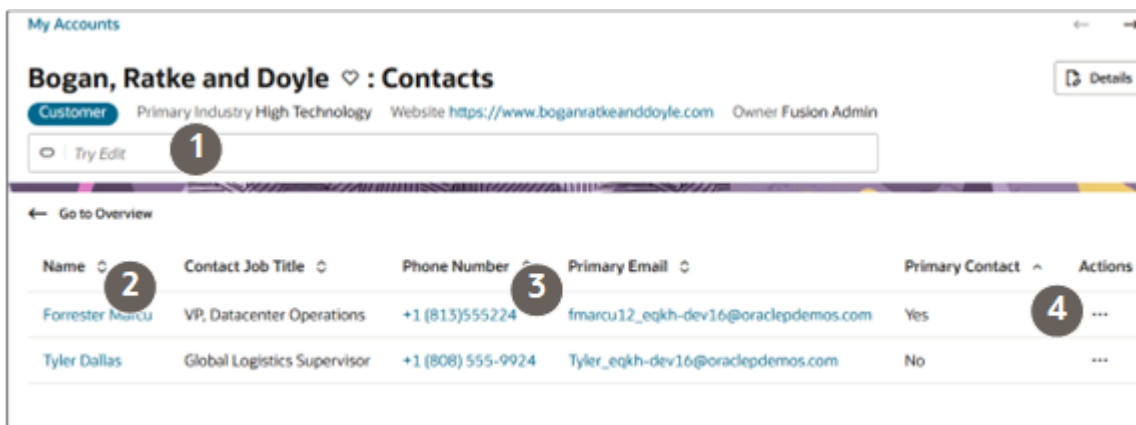 My Accounts
Bogan, Ratke and Doyle : Contacts
Details
Customer Primary Industry High Technology Website https://www.boganratkeanddoyle.com Owner Fusion Admin
Try Edit 1
Go to Overview
Name Contact Job Title Phone Number Primary Email Primary Contact Actions
2 3 4
Forrester Marcu VP, Datacenter Operations +1 (813)555224 fmarcu12_eqkh-dev16@oraclepdemos.com Yes ...
Tyler Dallas Global Logistics Supervisor +1 (808) 555-9924 Tyler_eqkh-dev16@oraclepdemos.com No ...